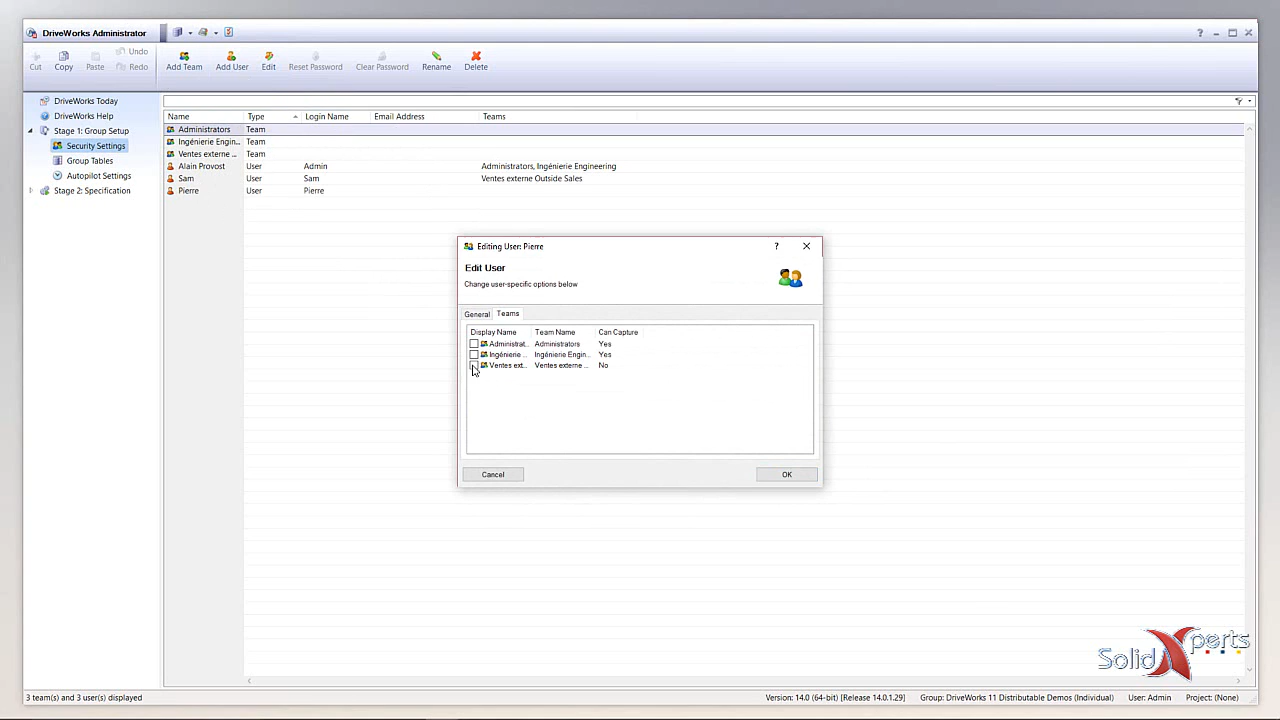 DriveWorks Administrator
?
Cut Copy Paste Undo Redo Add Team Add User Edit Reset Password Clear Password Rename Delete
DriveWorks Today
DriveWorks Help
Stage 1: Group Setup
Security Settings
Group Tables
Autopilot Settings
Stage 2: Specification
Name Type Login Name Email Address Teams
Administrators Team
Ingénierie Engin... Team
Ventes externe ... Team
Alain Provost User Admin Administrators, Ingénierie Engineering
Sam User Sam Ventes externe Outside Sales
Pierre User Pierre
Editing User: Pierre ?
Edit User
Change user-specific options below
General Teams
Display Name Team Name Can Capture
Administrat... Administrators Yes
Ingénierie ... Ingénierie Engin... Yes
Ventes ext... Ventes externe ... No
Cancel OK
SolidXperts
3 team(s) and 3 user(s) displayed Version: 14.0 (64-bit) [Release 14.0.1.29] Group: DriveWorks 11 Distributable Demos (Individual) User: Admin Project: (None)